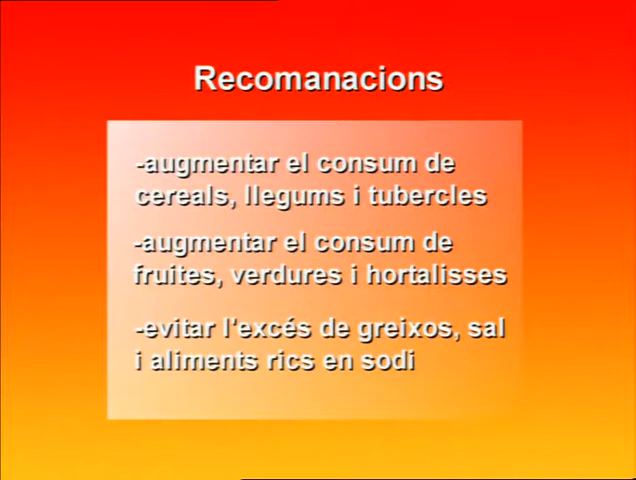 Recomanacions
-augmentar el consum de
cereals, llegums i tubercles
-augmentar el consum de
fruites, verdures i hortalisses
-evitar l'excés de greixos, sal
i aliments rics en sodi